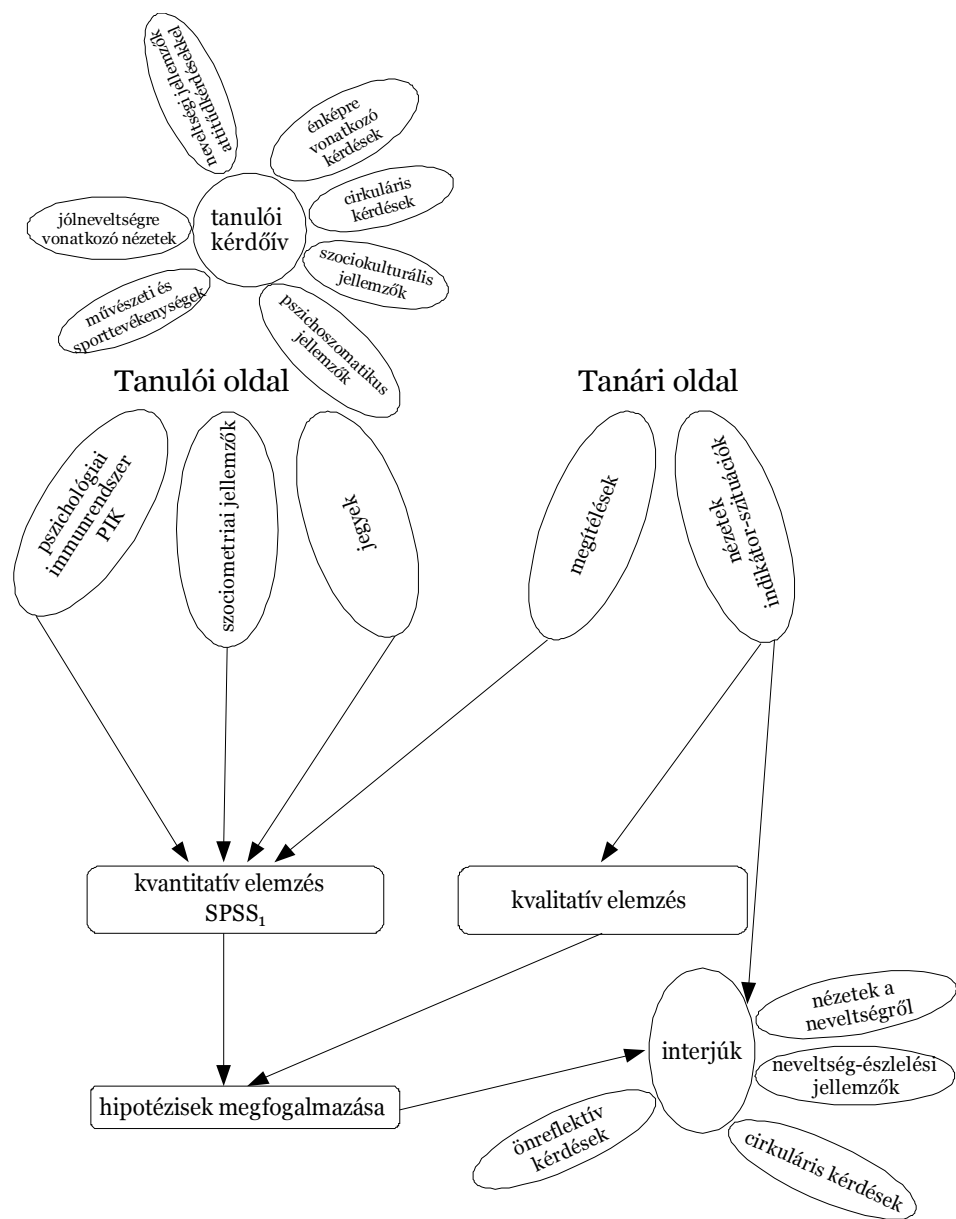 neveltségi jellemzők
attitűdkérdésekkel
énképre
vonatkozó
kérdések
cirkuláris
kérdések
tanulói
kérdőív
jólneveltségre
vonatkozó nézetek
szociokulturális
jellemzők
művészeti és
sporttevékenységek
pszichoszomatikus
jellemzők
Tanulói oldal
Tanári oldal
pszichológiai
immunrendszer
PIK
szociometriai jellemzők
jegyek
megítélések
nézetek
indikátor-szituációk
kvantitatív elemzés
SPSS₁
kvalitatív elemzés
nézetek a
neveltségről
interjúk
neveltség-észlelési
jellemzők
hipotézisek megfogalmazása
önreflektív
kérdések
cirkuláris kérdések